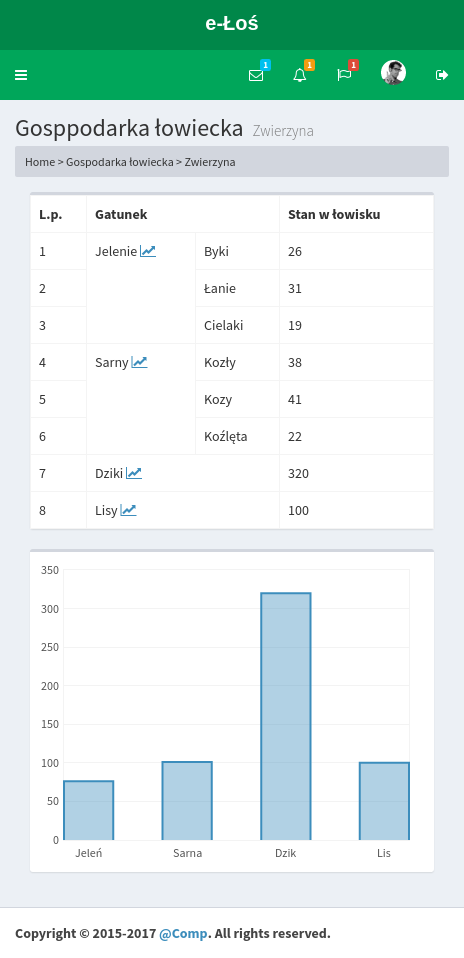 e-Łoś
1 1 1
Gosppodarka łowiecka Zwierzyna
Home > Gospodarka łowiecka > Zwierzyna
L.p. Gatunek Stan w łowisku
1 Jelenie Byki 26
2 Łanie 31
3 Cielaki 19
4 Sarny Kozły 38
5 Kozy 41
6 Koźlęta 22
7 Dziki 320
8 Lisy 100
350
300
250
200
150
100
50
0
Jeleń Sarna Dzik Lis
Copyright © 2015-2017 @Comp. All rights reserved.